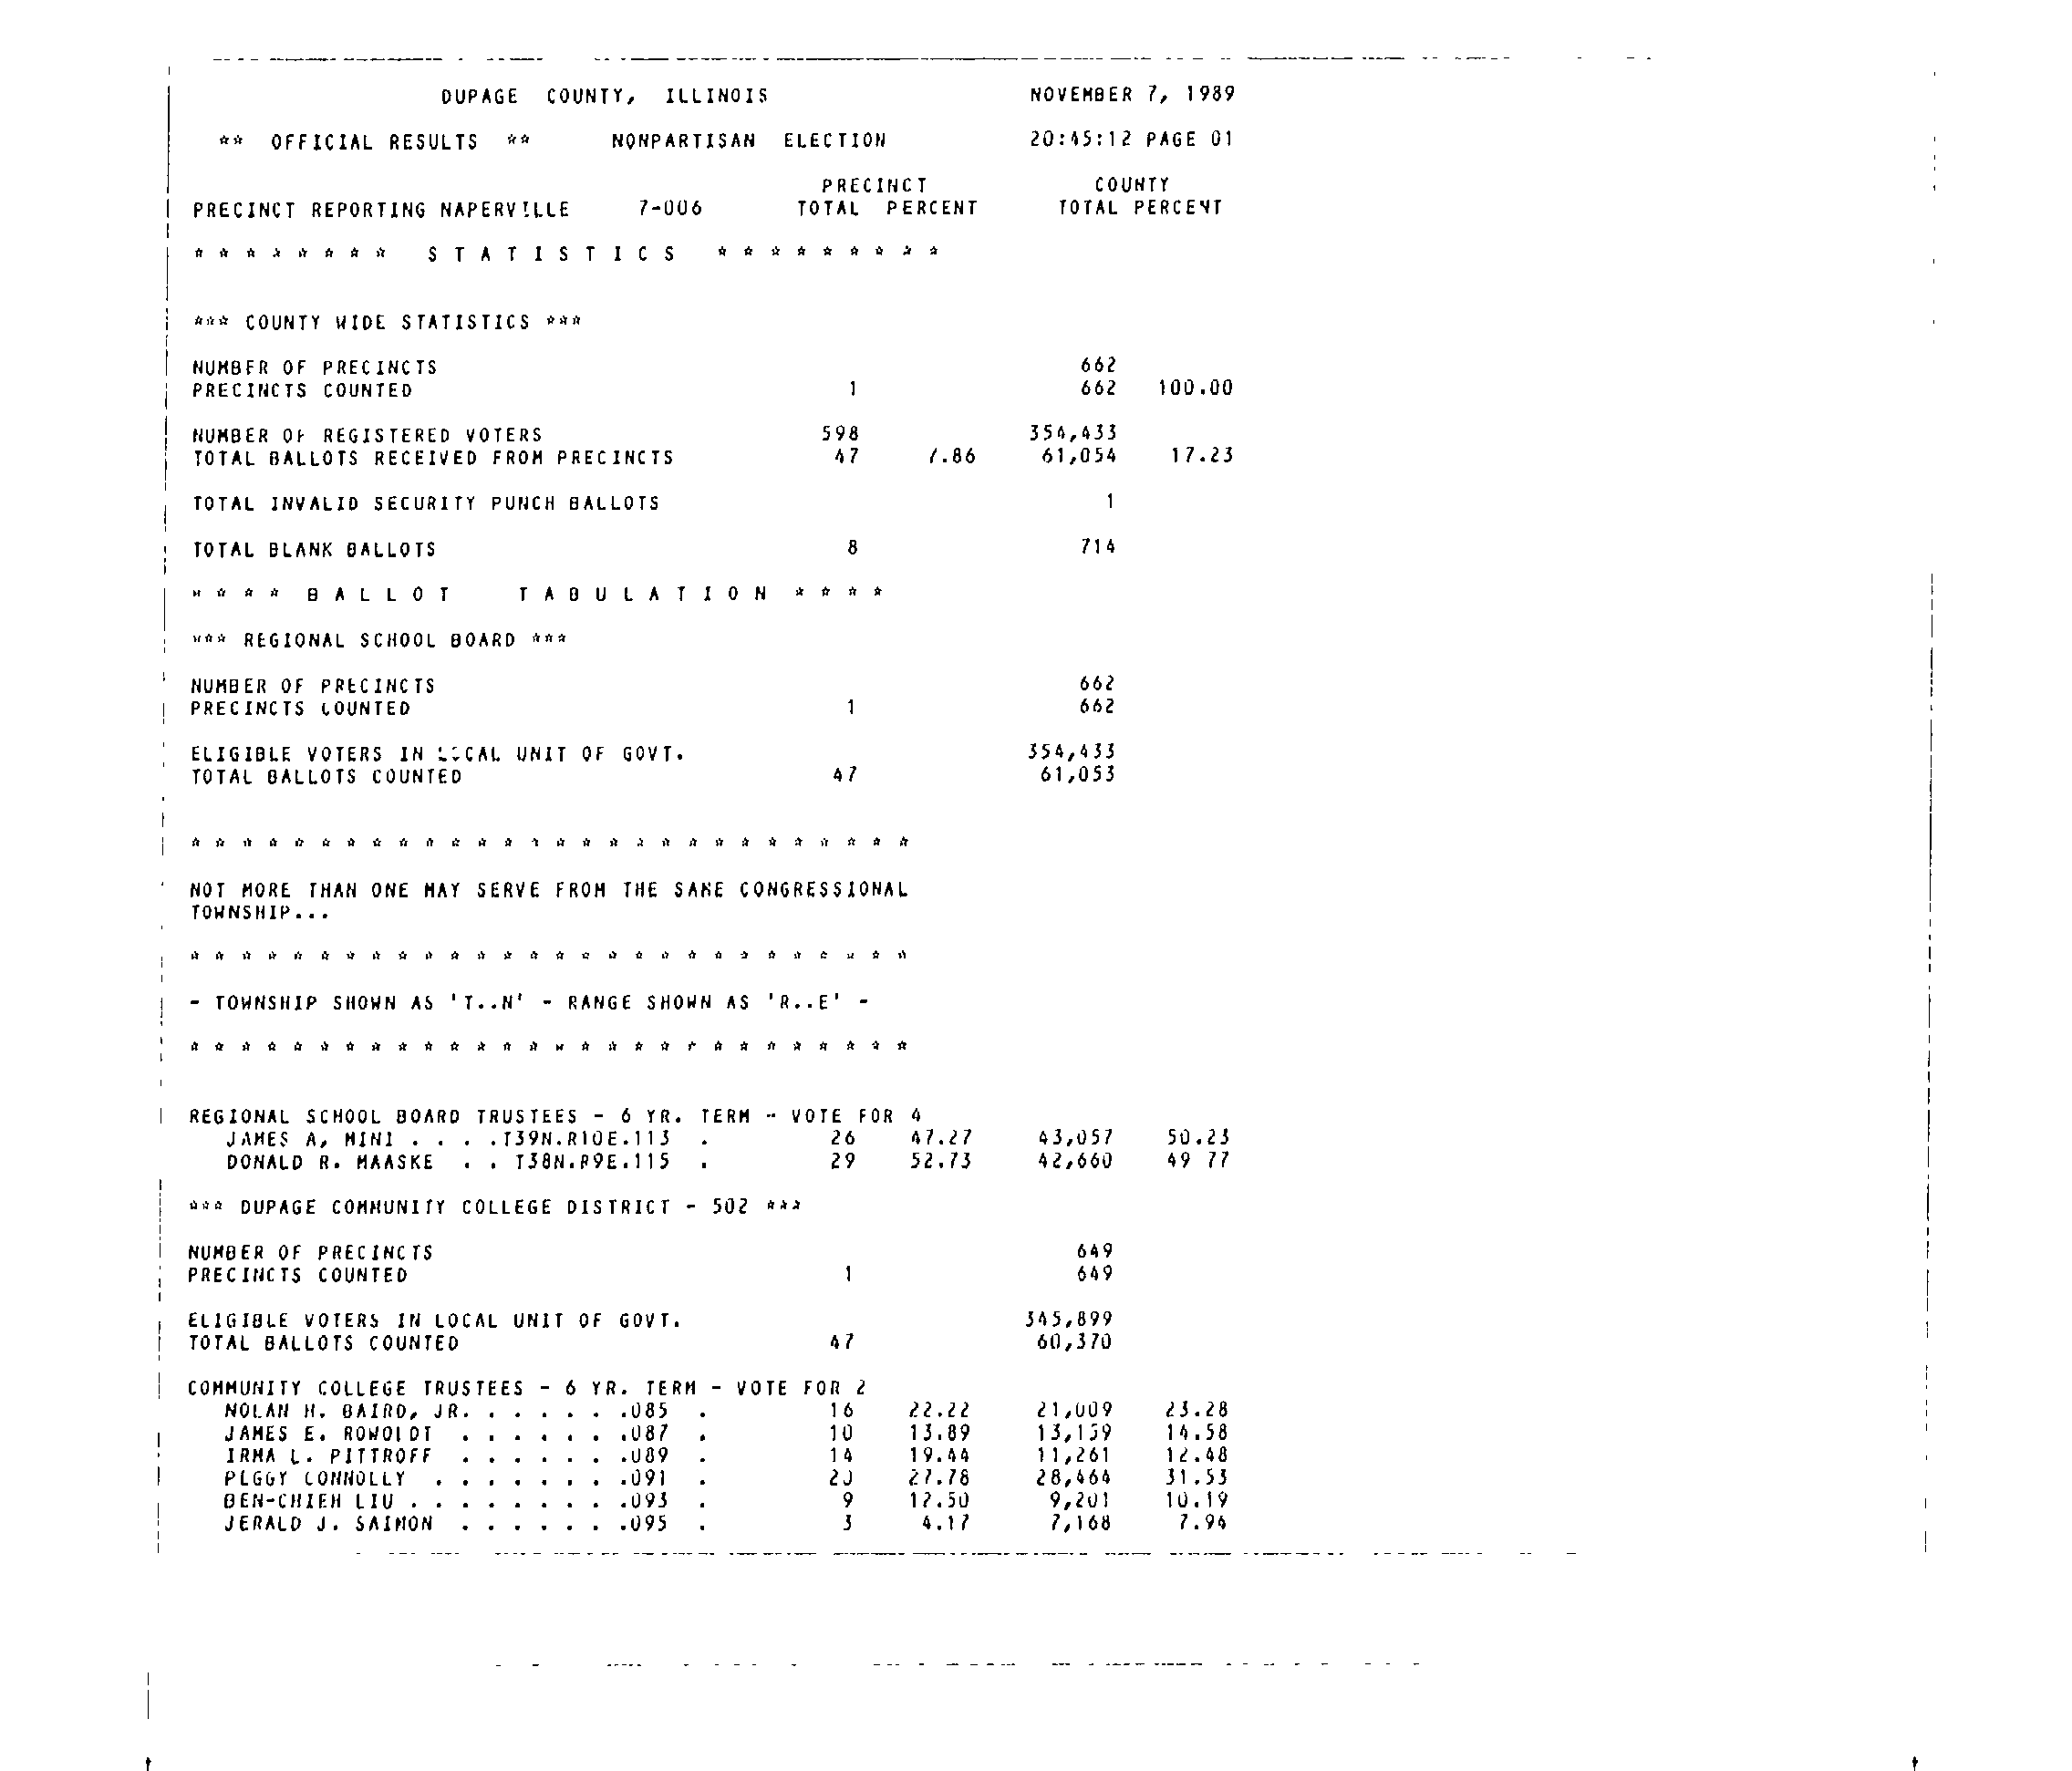 DUPAGE COUNTY, ILLINOIS NOVEMBER 7, 1989
** OFFICIAL RESULTS ** NONPARTISAN ELECTION 20:45:12 PAGE 01
PRECINCT COUNTY
PRECINCT REPORTING NAPERVILLE 7-006 TOTAL PERCENT TOTAL PERCENT
* * * * * * * * S T A T I S T I C S * * * * * * * * *
*** COUNTY WIDE STATISTICS ***
NUMBER OF PRECINCTS 662
PRECINCTS COUNTED 1 662 100.00
NUMBER OF REGISTERED VOTERS 598 354,433
TOTAL BALLOTS RECEIVED FROM PRECINCTS 47 7.86 61,054 17.23
TOTAL INVALID SECURITY PUNCH BALLOTS 1
TOTAL BLANK BALLOTS 8 714
* * * * B A L L O T T A B U L A T I O N * * * *
*** REGIONAL SCHOOL BOARD ***
NUMBER OF PRECINCTS 662
PRECINCTS COUNTED 1 662
ELIGIBLE VOTERS IN LOCAL UNIT OF GOVT. 354,433
TOTAL BALLOTS COUNTED 47 61,053
* * * * * * * * * * * * * * * * * * * * * * * * * * * *
NOT MORE THAN ONE MAY SERVE FROM THE SAME CONGRESSIONAL
TOWNSHIP...
* * * * * * * * * * * * * * * * * * * * * * * * * * * *
- TOWNSHIP SHOWN AS 'T..N' - RANGE SHOWN AS 'R..E' -
* * * * * * * * * * * * * * * * * * * * * * * * * * * *
REGIONAL SCHOOL BOARD TRUSTEES - 6 YR. TERM - VOTE FOR 4
JAMES A. MINI . . . .T39N.R10E.113 . 26 47.27 43,057 50.23
DONALD R. MAASKE . . T38N.R9E.115 . 29 52.73 42,660 49 77
*** DUPAGE COMMUNITY COLLEGE DISTRICT - 502 ***
NUMBER OF PRECINCTS 649
PRECINCTS COUNTED 1 649
ELIGIBLE VOTERS IN LOCAL UNIT OF GOVT. 345,899
TOTAL BALLOTS COUNTED 47 60,370
COMMUNITY COLLEGE TRUSTEES - 6 YR. TERM - VOTE FOR 2
NOLAN H. BAIRD, JR. . . . . . .085 . 16 22.22 21,009 23.28
JAMES E. ROWOLDT . . . . . . .087 . 10 13.89 13,159 14.58
IRMA L. PITTROFF . . . . . . .089 . 14 19.44 11,261 12.48
PEGGY CONNOLLY . . . . . . . .091 . 20 27.78 28,464 31.53
BEN-CHIEH LIU . . . . . . . . .093 . 9 12.50 9,201 10.19
JERALD J. SAIMON . . . . . . .095 . 3 4.17 7,168 7.94